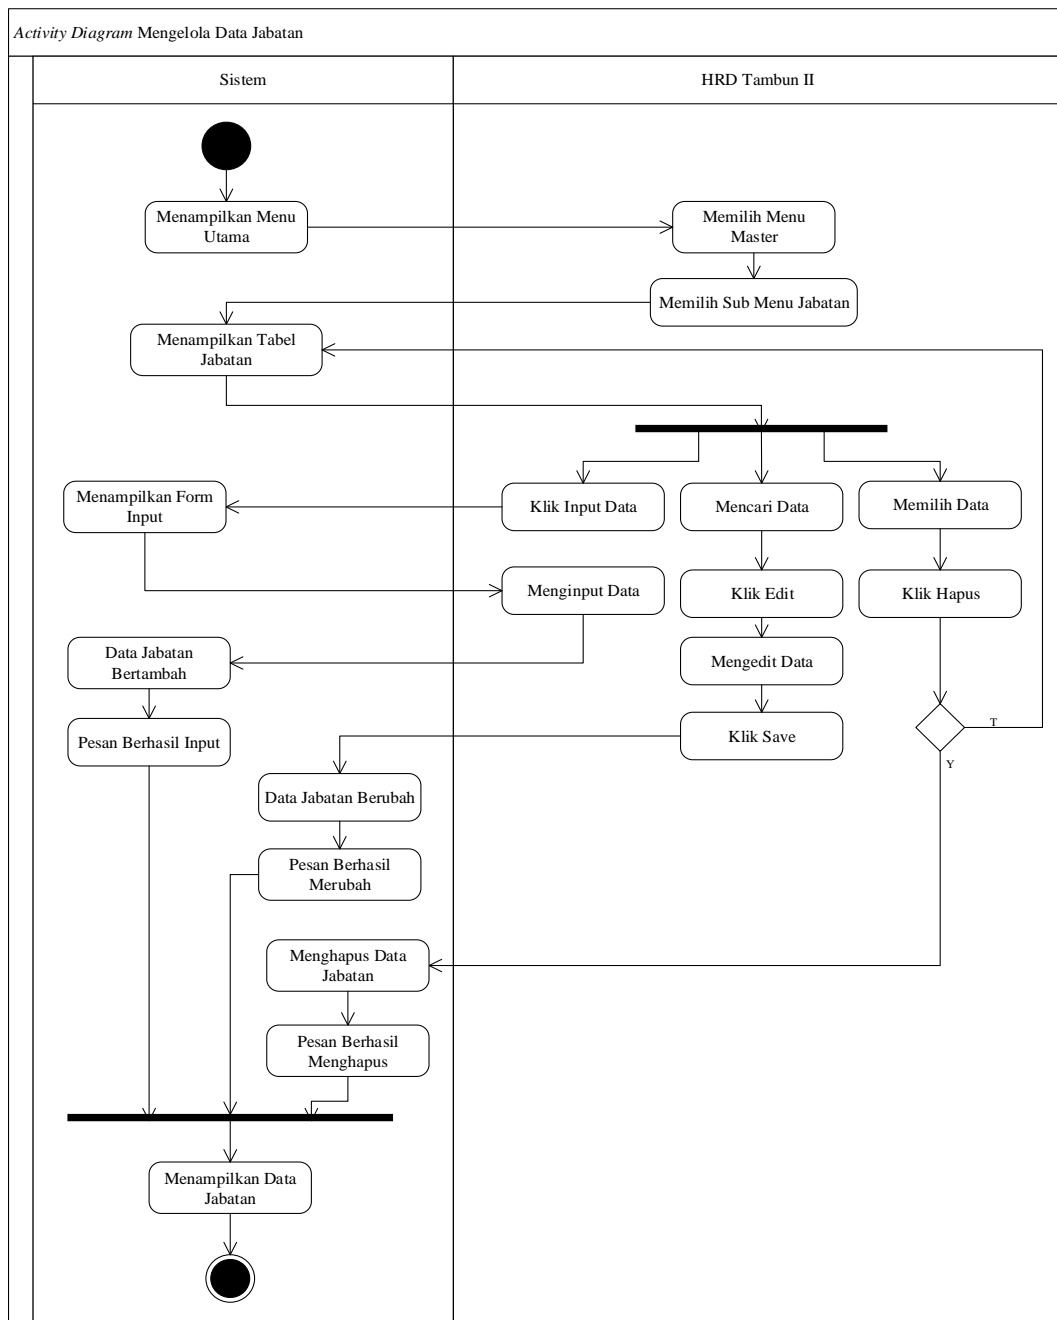 Activity Diagram Mengelola Data Jabatan
Sistem
HRD Tambun II
Menampilkan Menu
Utama
Memilih Menu
Master
Memilih Sub Menu Jabatan
Menampilkan Tabel
Jabatan
Menampilkan Form
Input
Klik Input Data
Mencari Data
Memilih Data
Menginput Data
Klik Edit
Klik Hapus
Data Jabatan
Bertambah
Mengedit Data
Pesan Berhasil Input
Klik Save
T
Y
Data Jabatan Berubah
Pesan Berhasil
Merubah
Menghapus Data
Jabatan
Pesan Berhasil
Menghapus
Menampilkan Data
Jabatan